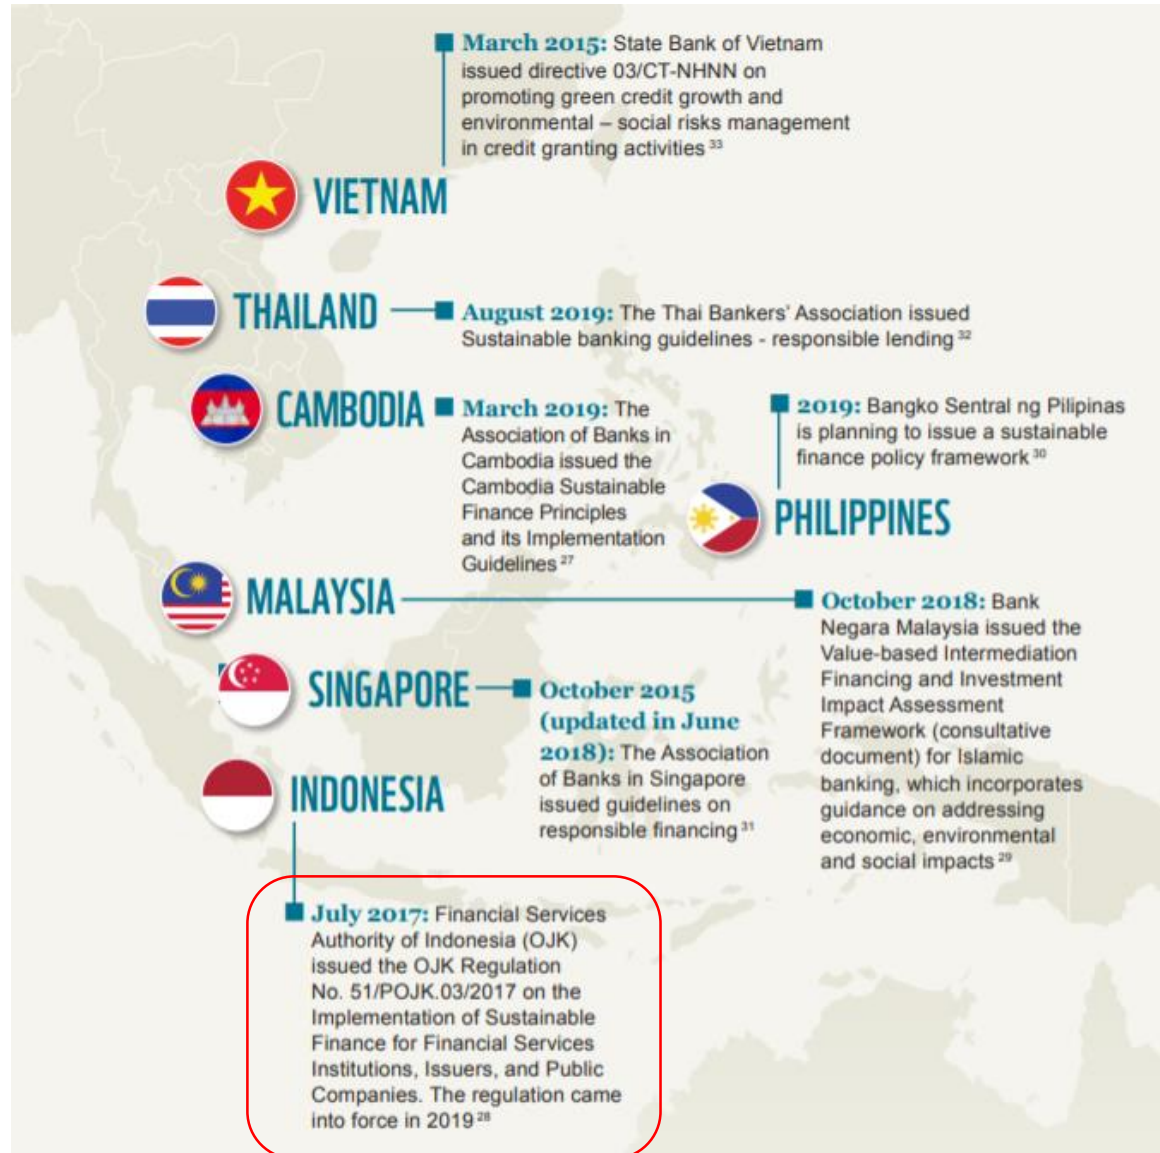 March 2015: State Bank of Vietnam
issued directive 03/CT-NHNN on
promoting green credit growth and
environmental – social risks management
in credit granting activities 33
VIETNAM
THAILAND
August 2019: The Thai Bankers' Association issued
Sustainable banking guidelines - responsible lending 32
CAMBODIA
March 2019: The
Association of Banks in
Cambodia issued the
Cambodia Sustainable
Finance Principles
and its Implementation
Guidelines 27
2019: Bangko Sentral ng Pilipinas
is planning to issue a sustainable
finance policy framework 30
PHILIPPINES
MALAYSIA
October 2018: Bank
Negara Malaysia issued the
Value-based Intermediation
Financing and Investment
Impact Assessment
Framework (consultative
document) for Islamic
banking, which incorporates
guidance on addressing
economic, environmental
and social impacts 29
SINGAPORE
October 2015
(updated in June
2018): The Association
of Banks in Singapore
issued guidelines on
responsible financing 31
INDONESIA
July 2017: Financial Services
Authority of Indonesia (OJK)
issued the OJK Regulation
No. 51/POJK.03/2017 on the
Implementation of Sustainable
Finance for Financial Services
Institutions, Issuers, and Public
Companies. The regulation came
into force in 2019 28